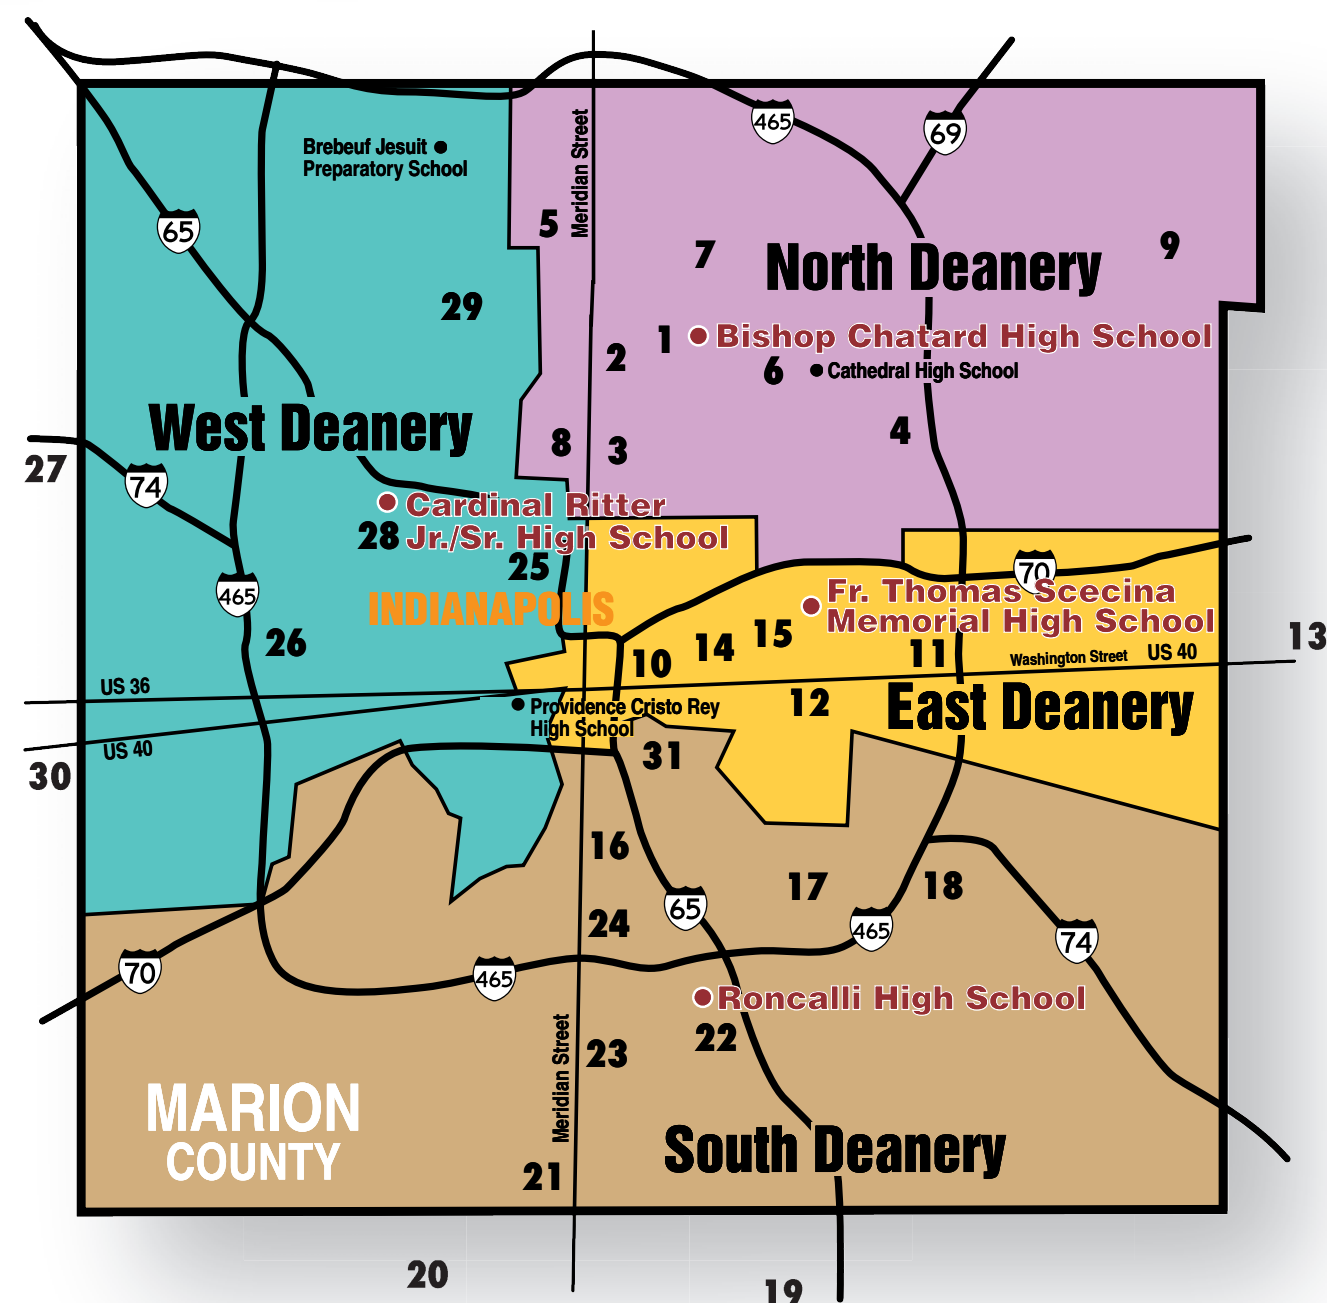 465
69
Brebeuf Jesuit
Preparatory School
Meridian Street
65
5
7
North Deanery
9
29
1
Bishop Chatard High School
2
6
Cathedral High School
West Deanery
4
8
3
27
74
Cardinal Ritter
28 Jr./Sr. High School
25
70
465
INDIANAPOLIS
Fr. Thomas Scecina
Memorial High School
26
15
14
10
11
13
Washington Street US 40
US 36
Providence Cristo Rey
High School
12
East Deanery
US 40
30
31
16
17
18
65
24
465
74
70
465
Roncalli High School
22
23
Meridian Street
MARION
COUNTY
South Deanery
21
20
19